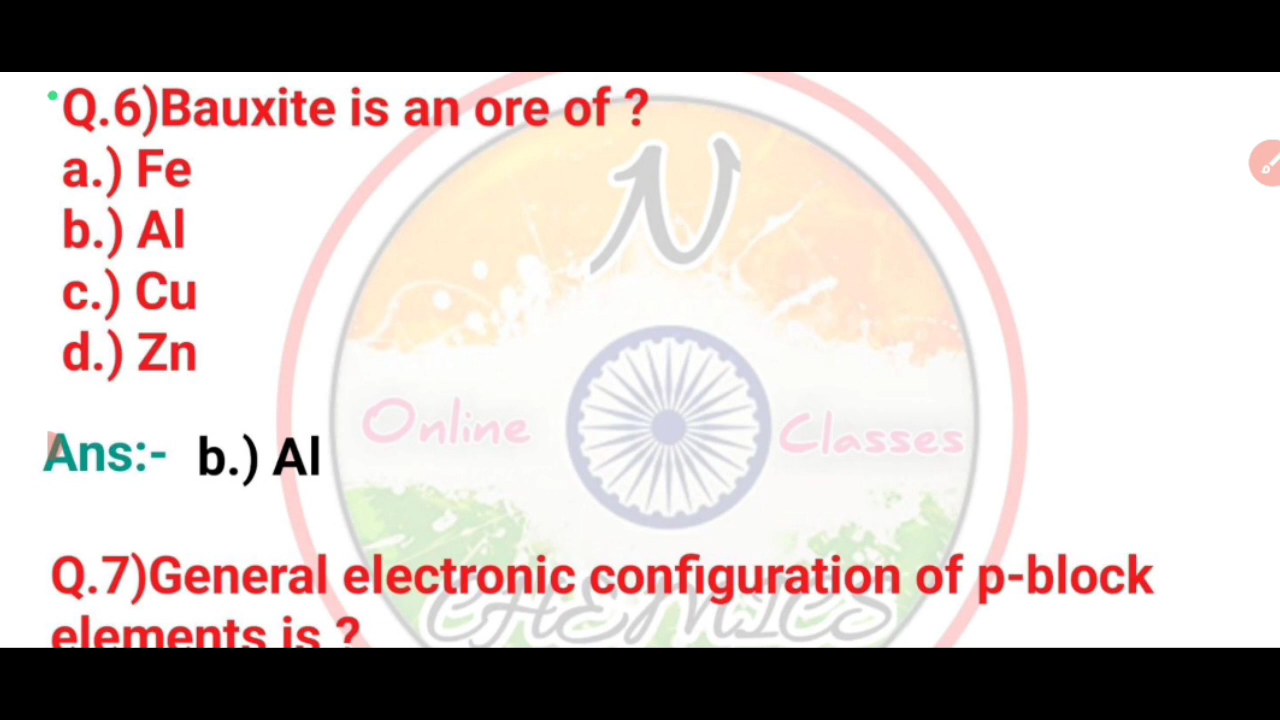 Q.6)Bauxite is an ore of ?
a.) Fe
b.) Al
c.) Cu
d.) Zn
N
Online Classes
Ans:- b.) Al
Q.7)General electronic configuration of p-block
elements is ?
CHEMICS